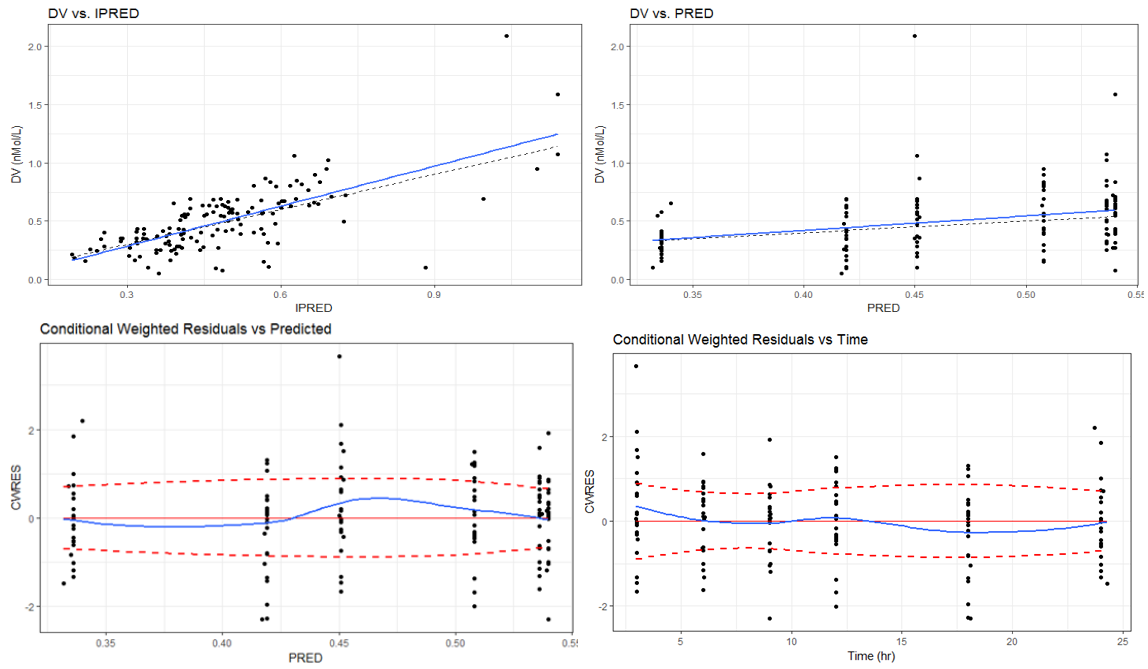 DV vs. IPRED
2.0
1.5
1.0
0.5
0.0
DV (nMol/L)
0.3 0.6 0.9
IPRED
DV vs. PRED
2.0
1.5
1.0
0.5
0.0
DV (nMol/L)
0.35 0.40 0.45 0.50 0.55
PRED
Conditional Weighted Residuals vs Predicted
2
0
-2
CWRES
0.35 0.40 0.45 0.50 0.55
PRED
Conditional Weighted Residuals vs Time
2
0
-2
CWRES
5 10 15 20 25
Time (hr)